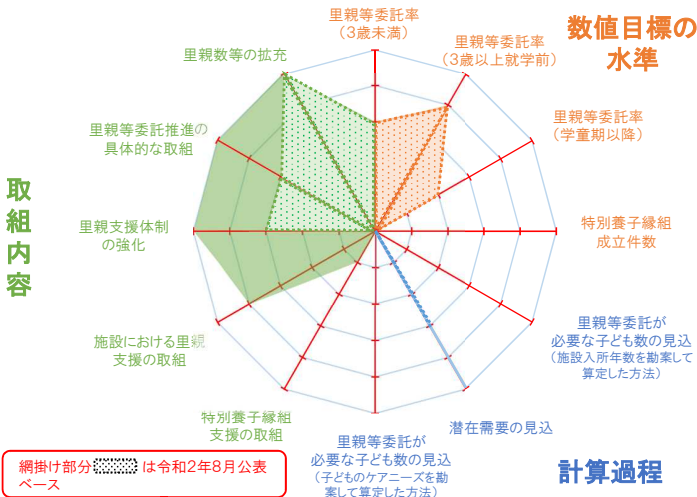 里親等委託率
（3歳未満）
数値目標の
水準
里親等委託率
（3歳以上就学前）
里親数等の拡充
里親等委託率
（学童期以降）
里親等委託推進の
具体的な取組
取組内容
里親支援体制
の強化
特別養子縁組
成立件数
施設における里親
支援の取組
里親等委託が
必要な子ども数の見込
（施設入所年数を勘案して
算定した方法）
特別養子縁組
支援の取組
潜在需要の見込
里親等委託が
必要な子ども数の見込
（子どものケアニーズを勘
案して算定した方法）
計算過程
網掛け部分 は令和2年8月公表
ベース